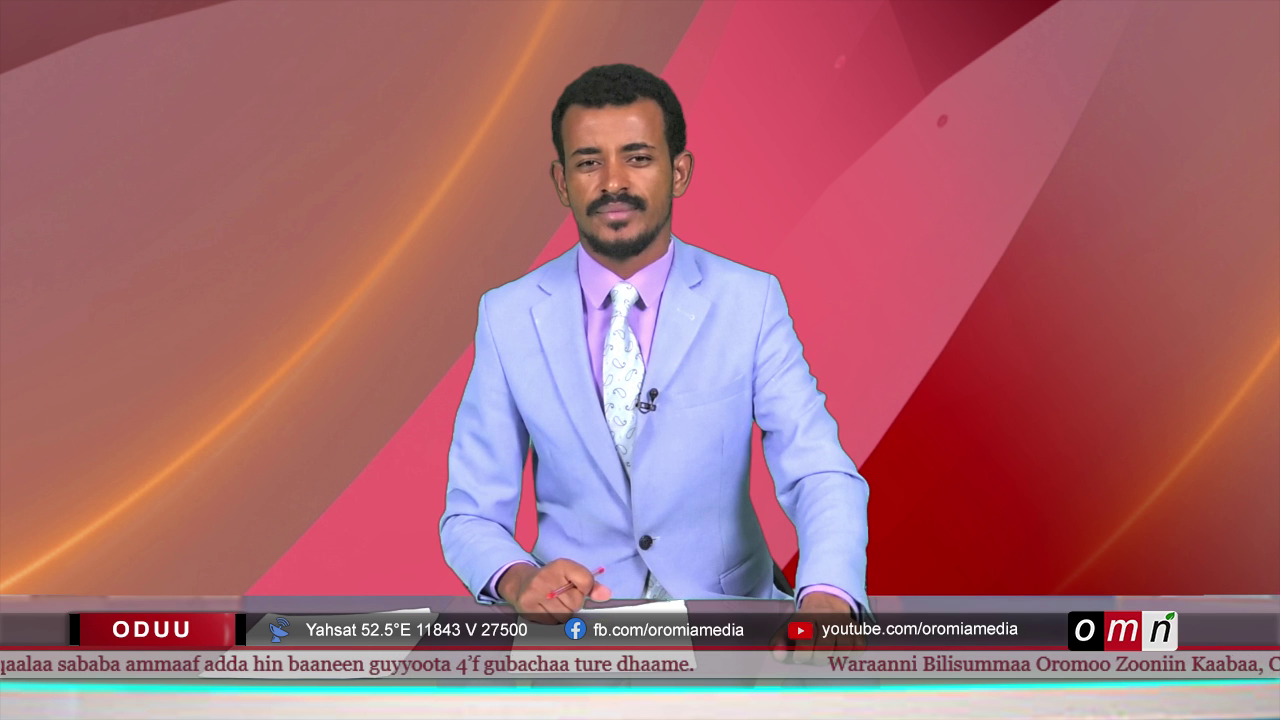 ODUU
Yahsat 52.5°E 11843 V 27500
fb.com/oromiamedia
youtube.com/oromiamedia
omn
qaalaa sababa ammaaf adda hin baaneen guyyoota 4'f gubachaa ture dhaame.
Waraanni Bilisummaa Oromoo Zooniin Kaabaa,